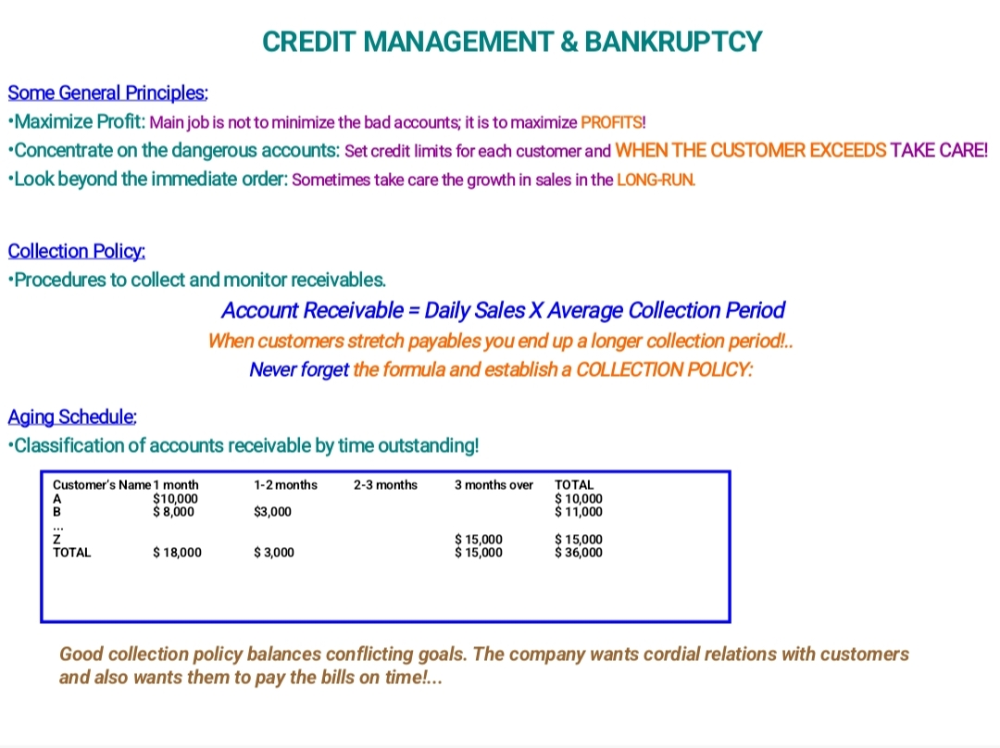 CREDIT MANAGEMENT & BANKRUPTCY
Some General Principles:
•Maximize Profit: Main job is not to minimize the bad accounts; it is to maximize PROFITS!
•Concentrate on the dangerous accounts: Set credit limits for each customer and WHEN THE CUSTOMER EXCEEDS TAKE CARE!
•Look beyond the immediate order: Sometimes take care the growth in sales in the LONG-RUN.
Collection Policy:
•Procedures to collect and monitor receivables.
Account Receivable = Daily Sales X Average Collection Period
When customers stretch payables you end up a longer collection period!..
Never forget the formula and establish a COLLECTION POLICY:
Aging Schedule:
•Classification of accounts receivable by time outstanding!
Customer's Name 1 month 1-2 months 2-3 months 3 months over TOTAL
A $10,000 $ 10,000
B $ 8,000 $3,000 $ 11,000
...
Z $ 15,000 $ 15,000
TOTAL $ 18,000 $ 3,000 $ 15,000 $ 36,000
Good collection policy balances conflicting goals. The company wants cordial relations with customers
and also wants them to pay the bills on time!...